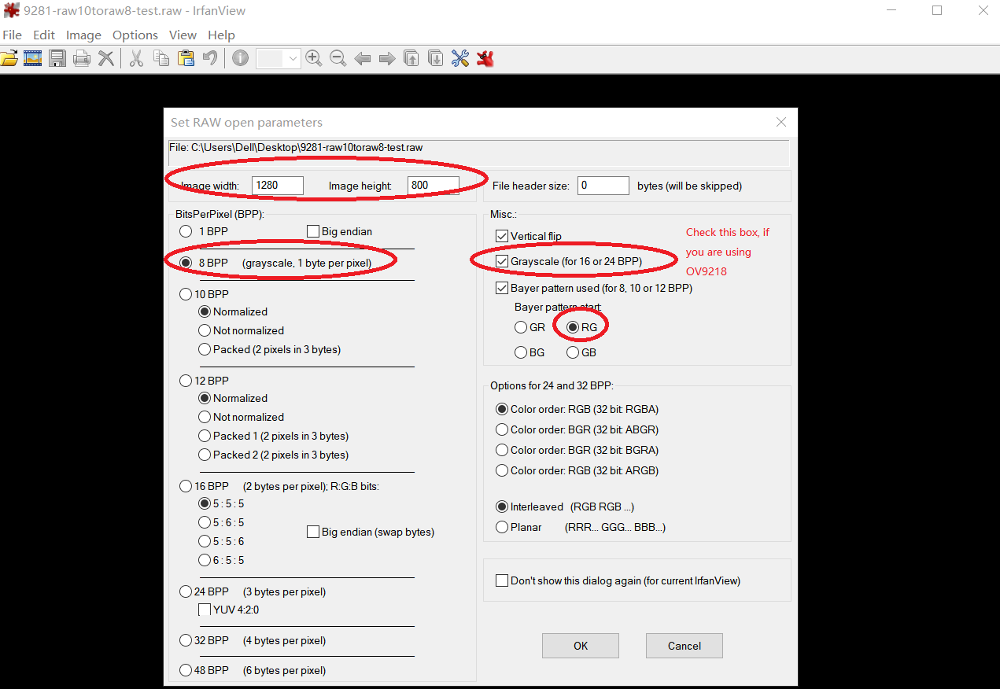 9281-raw10toraw8-test.raw - IrfanView
File Edit Image Options View Help
Set RAW open parameters
File: C:\Users\Dell\Desktop\9281-raw10toraw8-test.raw
Image width: 1280 Image height: 800
File header size: 0 bytes (will be skipped)
BitsPerPixel (BPP):
1 BPP Big endian
8 BPP (grayscale, 1 byte per pixel)
10 BPP
Normalized
Not normalized
Packed (2 pixels in 3 bytes)
12 BPP
Normalized
Not normalized
Packed 1 (2 pixels in 3 bytes)
Packed 2 (2 pixels in 3 bytes)
16 BPP (2 bytes per pixel); R:G:B bits:
5 : 5 : 5
5 : 6 : 5
Big endian (swap bytes)
5 : 5 : 6
6 : 5 : 5
24 BPP (3 bytes per pixel)
YUV 4:2:0
32 BPP (4 bytes per pixel)
48 BPP (6 bytes per pixel)
Misc.:
Vertical flip
Grayscale (for 16 or 24 BPP)
Check this box, if
you are using
OV9218
Bayer pattern used (for 8, 10 or 12 BPP)
Bayer pattern start:
GR RG
BG GB
Options for 24 and 32 BPP:
Color order: RGB (32 bit: RGBA)
Color order: BGR (32 bit: ABGR)
Color order: BGR (32 bit: BGRA)
Color order: RGB (32 bit: ARGB)
Interleaved (RGB RGB ...)
Planar (RRR... GGG... BBB...)
Don't show this dialog again (for current IrfanView)
OK Cancel